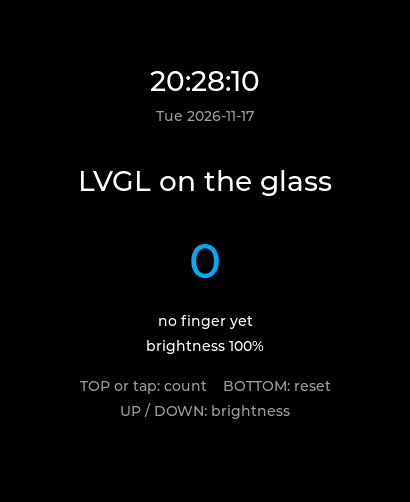 20:28:10
Tue 2026-11-17
LVGL on the glass
0
no finger yet
brightness 100%
TOP or tap: count BOTTOM: reset
UP / DOWN: brightness